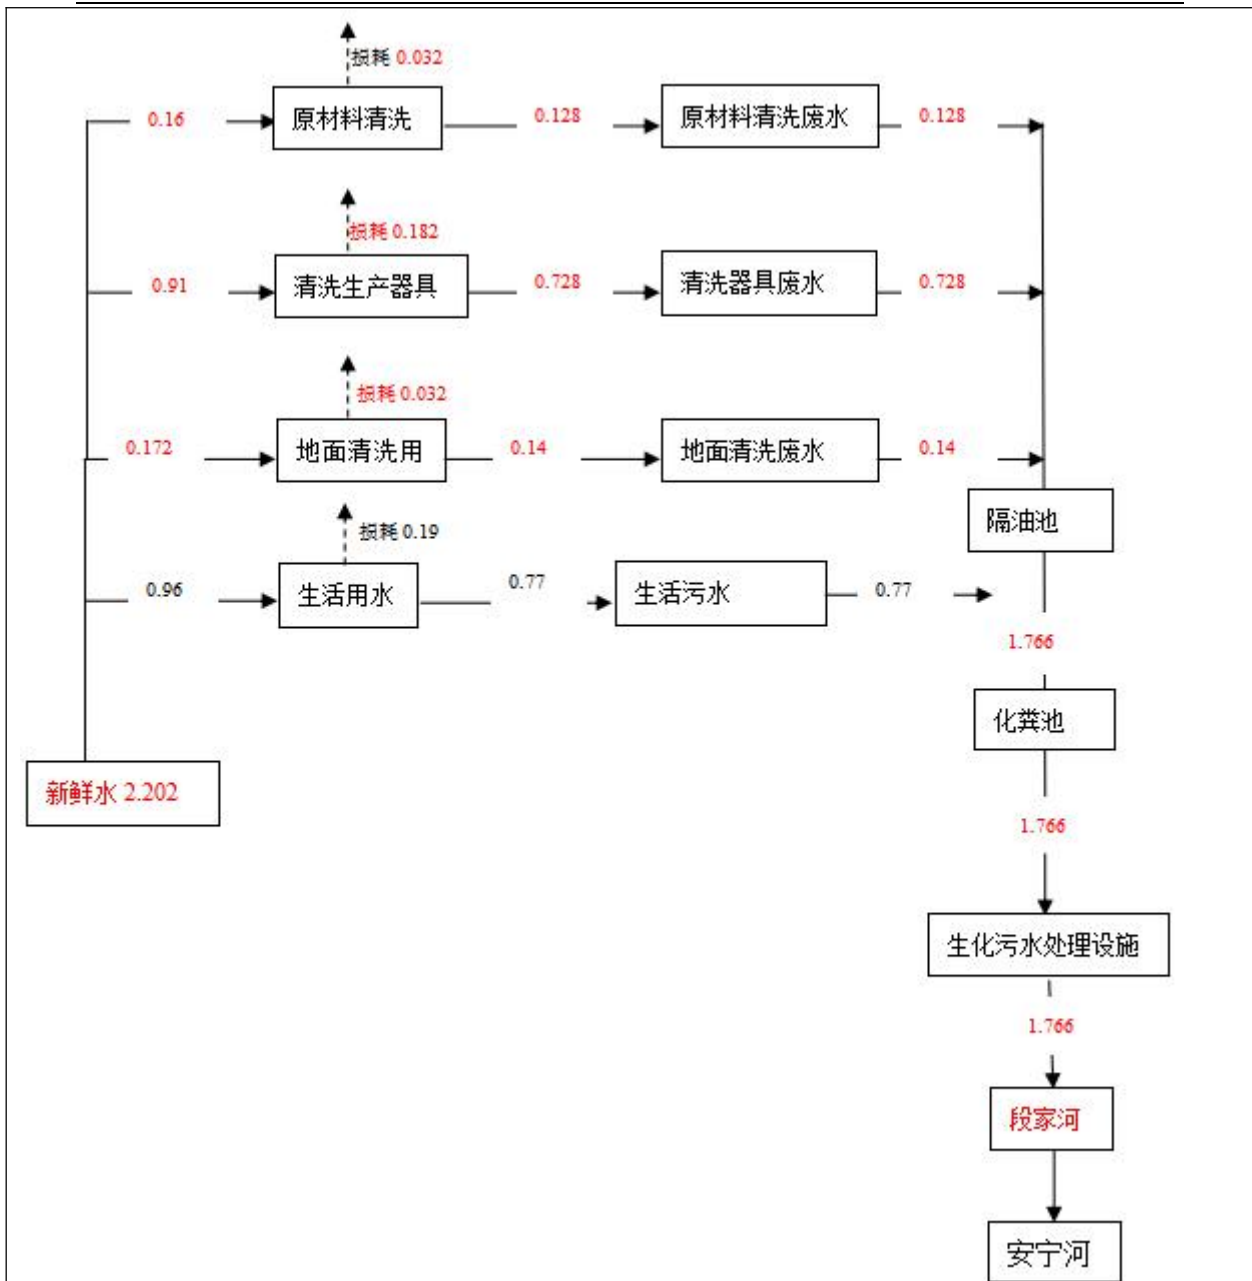 损耗 0.032
0.16
原材料清洗
0.128
原材料清洗废水
0.128
损耗 0.182
0.91
清洗生产器具
0.728
清洗器具废水
0.728
损耗 0.032
0.172
地面清洗用
0.14
地面清洗废水
0.14
隔油池
损耗 0.19
0.96
生活用水
0.77
生活污水
0.77
1.766
化粪池
新鲜水 2.202
1.766
生化污水处理设施
1.766
段家河
安宁河